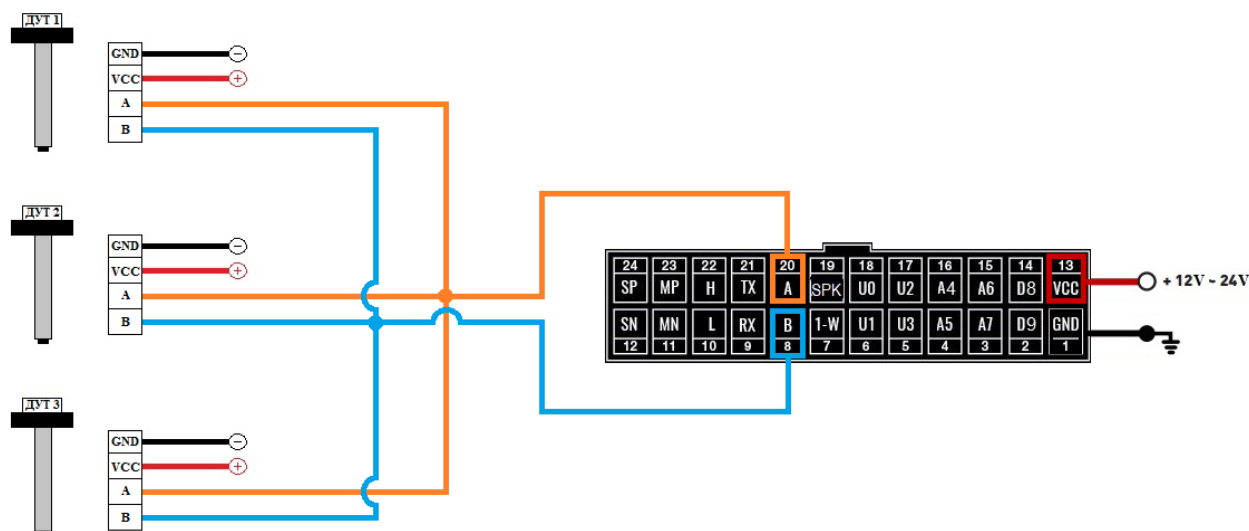 ДУТ 1
GND
VCC
A
B
ДУТ 2
GND
VCC
A
B
ДУТ 3
GND
VCC
A
B
24 23 22 21 20 19 18 17 16 15 14 13
SP MP H TX A SPK U0 U2 A4 A6 D8 VCC
SN MN L RX B 1-W U1 U3 A5 A7 D9 GND
12 11 10 9 8 7 6 5 4 3 2 1
+ 12V - 24V